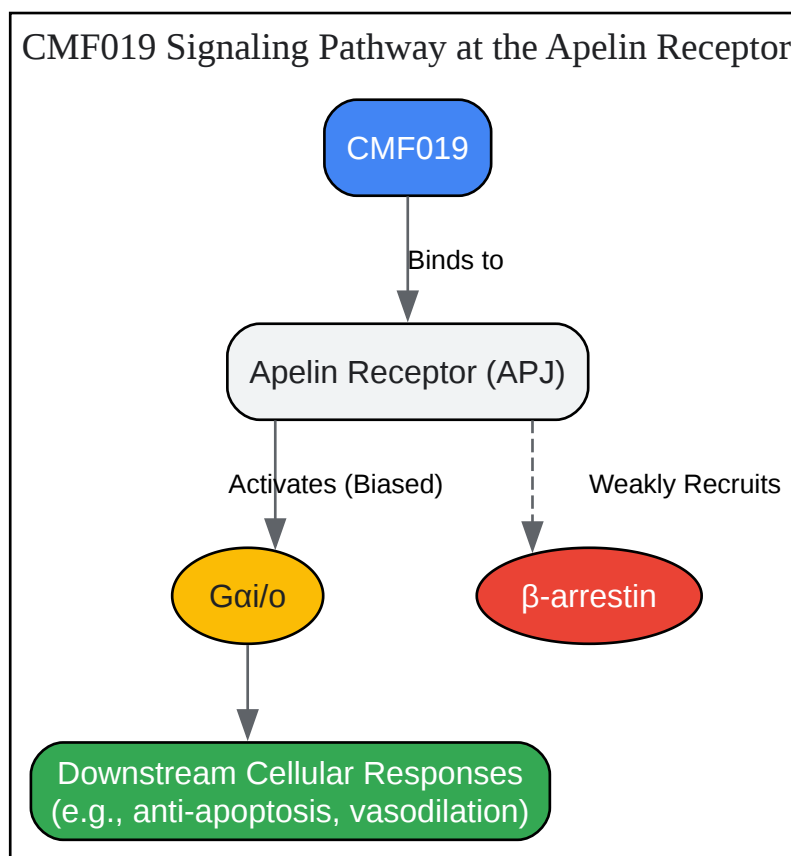 CMF019 Signaling Pathway at the Apelin Receptor
CMF019
Binds to
Apelin Receptor (APJ)
Activates (Biased)
Weakly Recruits
Gαi/o
β-arrestin
Downstream Cellular Responses
(e.g., anti-apoptosis, vasodilation)